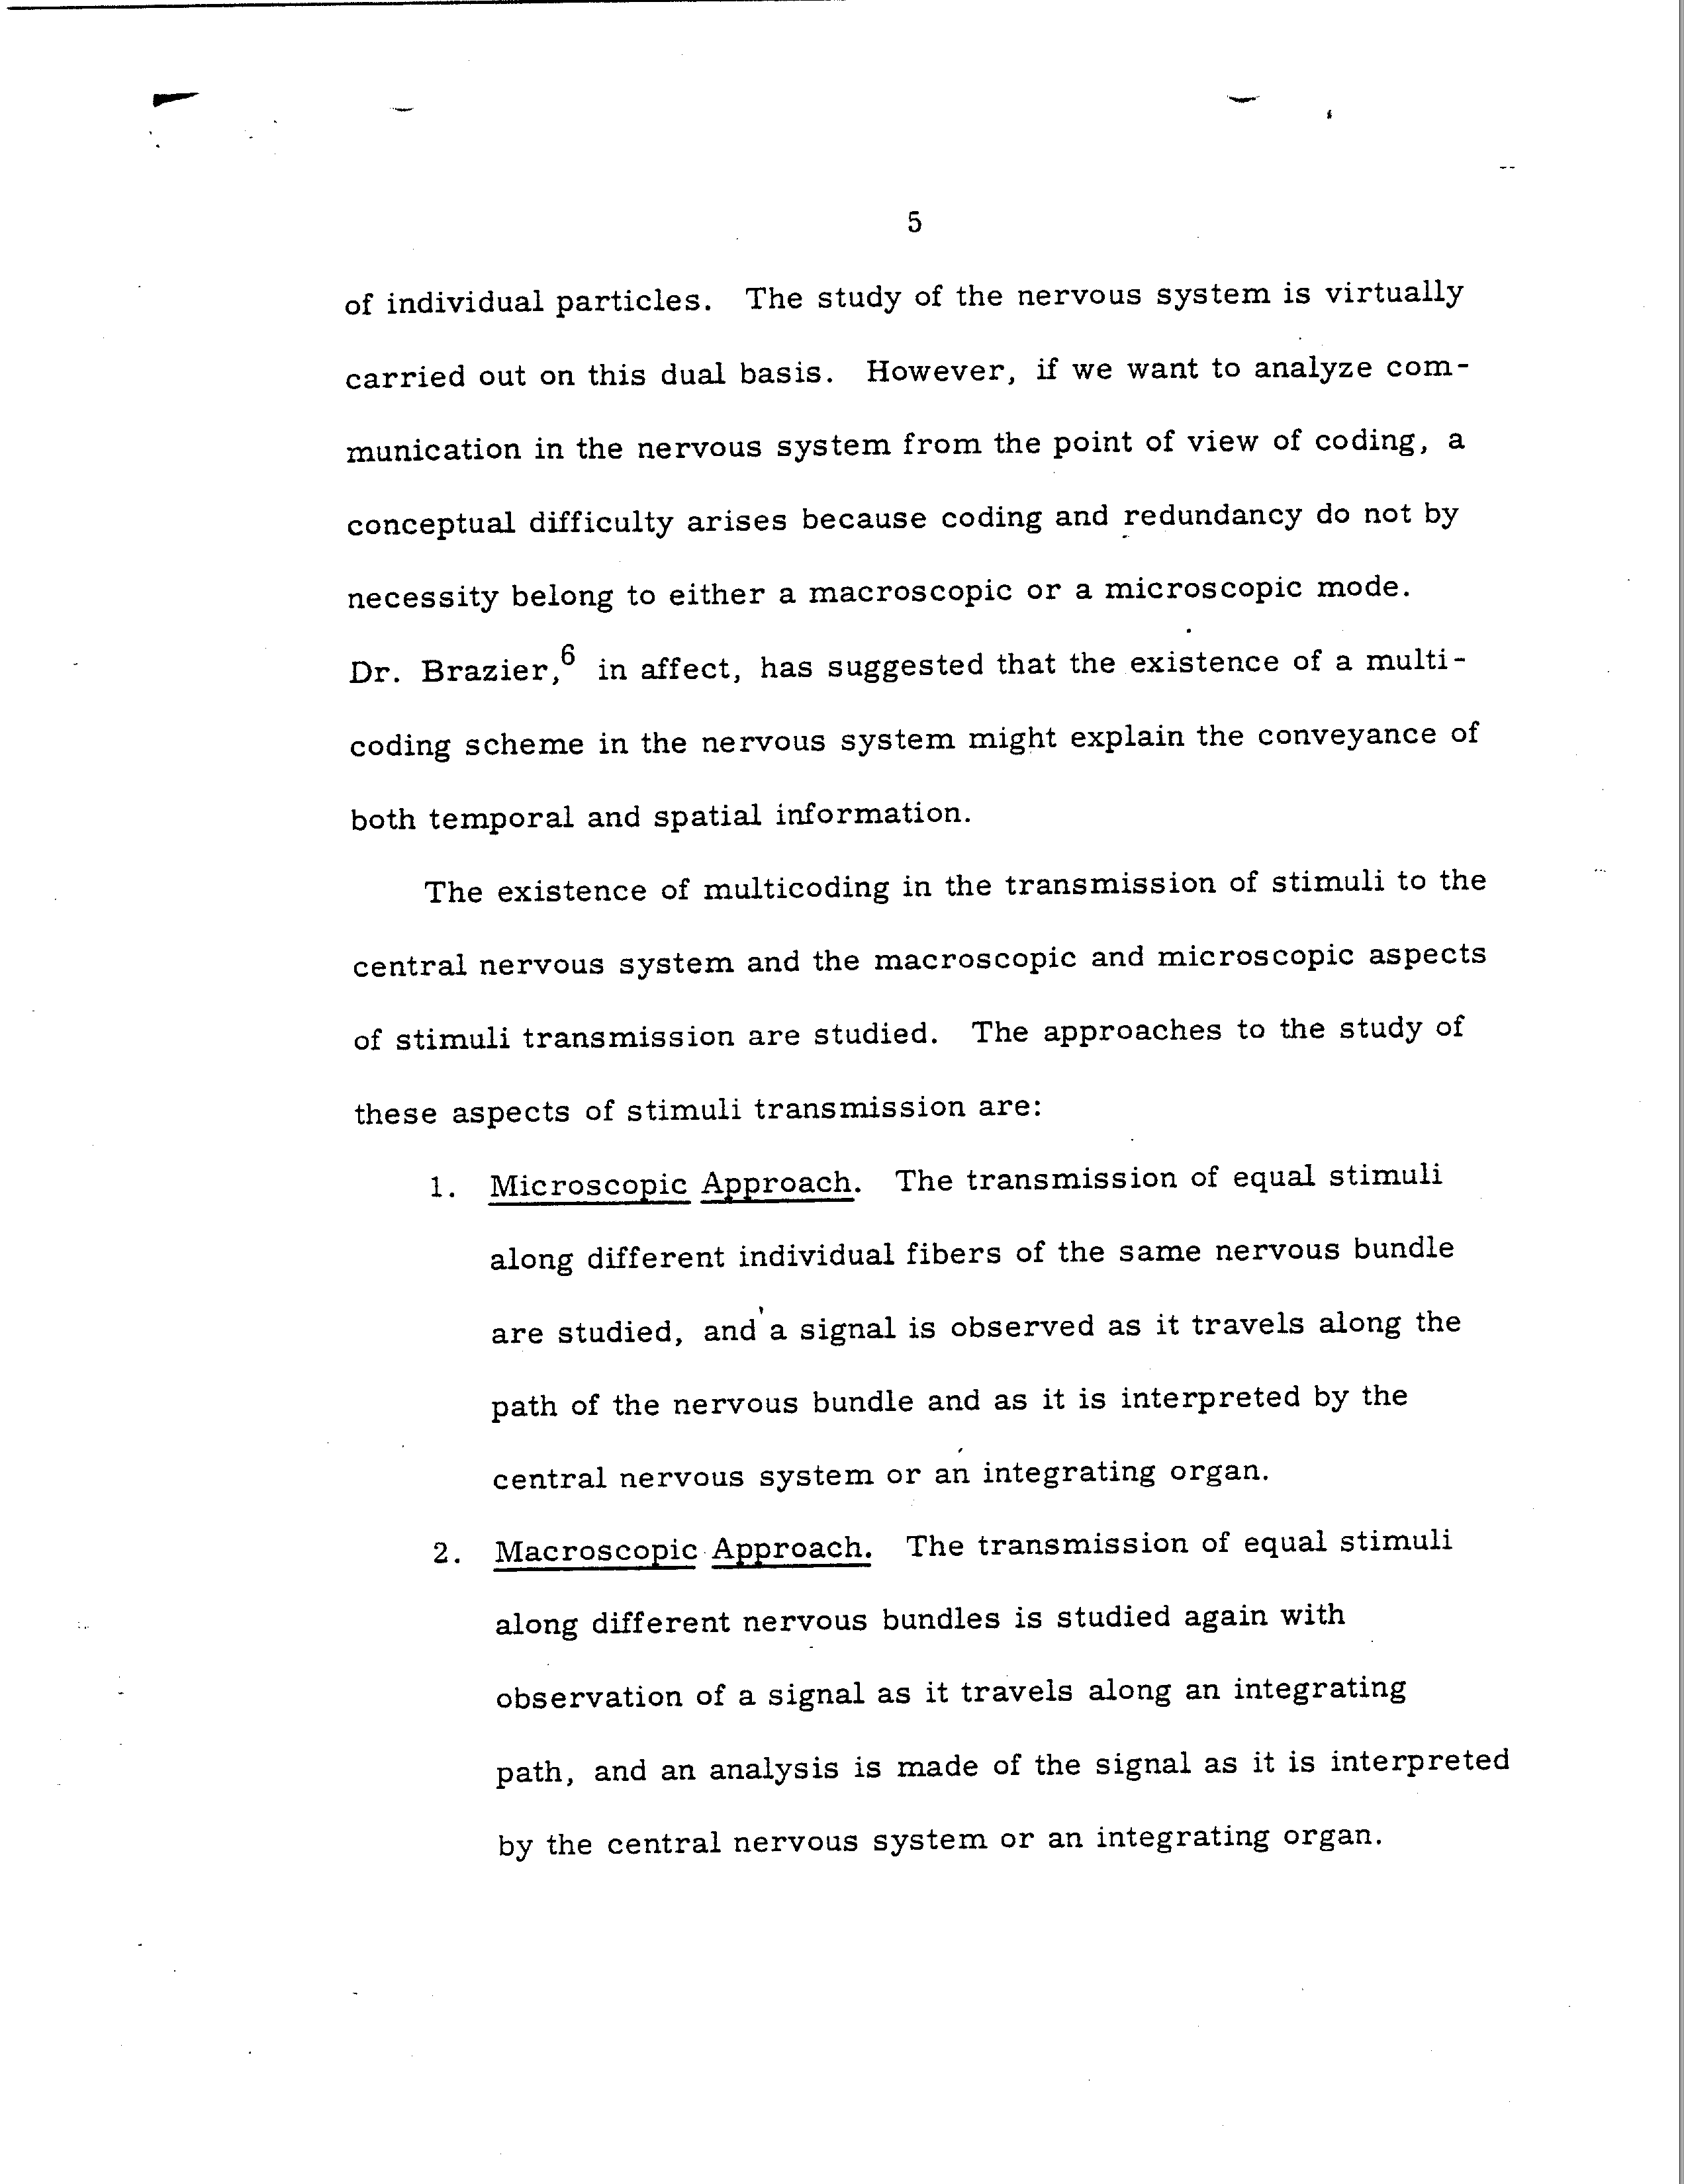 5
of individual particles. The study of the nervous system is virtually
carried out on this dual basis. However, if we want to analyze com-
munication in the nervous system from the point of view of coding, a
conceptual difficulty arises because coding and redundancy do not by
necessity belong to either a macroscopic or a microscopic mode.
Dr. Brazier,6 in affect, has suggested that the existence of a multi-
coding scheme in the nervous system might explain the conveyance of
both temporal and spatial information.
The existence of multicoding in the transmission of stimuli to the
central nervous system and the macroscopic and microscopic aspects
of stimuli transmission are studied. The approaches to the study of
these aspects of stimuli transmission are:
1. Microscopic Approach. The transmission of equal stimuli
along different individual fibers of the same nervous bundle
are studied, and a signal is observed as it travels along the
path of the nervous bundle and as it is interpreted by the
central nervous system or an integrating organ.
2. Macroscopic Approach. The transmission of equal stimuli
along different nervous bundles is studied again with
observation of a signal as it travels along an integrating
path, and an analysis is made of the signal as it is interpreted
by the central nervous system or an integrating organ.